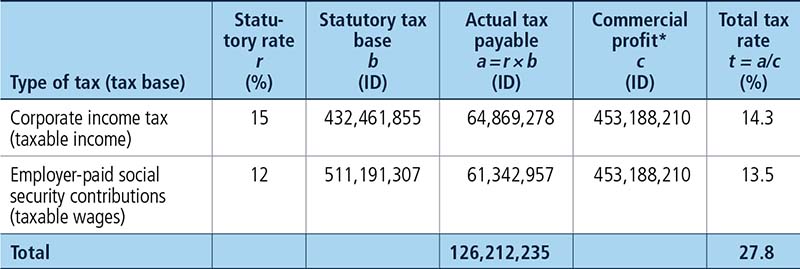 Type of tax (tax base)
Statu-
tory rate
r
(%)
Statutory tax
base
b
(ID)
Actual tax
payable
a = r × b
(ID)
Commercial
profit*
c
(ID)
Total tax
rate
t = a/c
(%)
Corporate income tax
(taxable income)
15 432,461,855 64,869,278 453,188,210 14.3
Employer-paid social
security contributions
(taxable wages)
12 511,191,307 61,342,957 453,188,210 13.5
Total 126,212,235 27.8